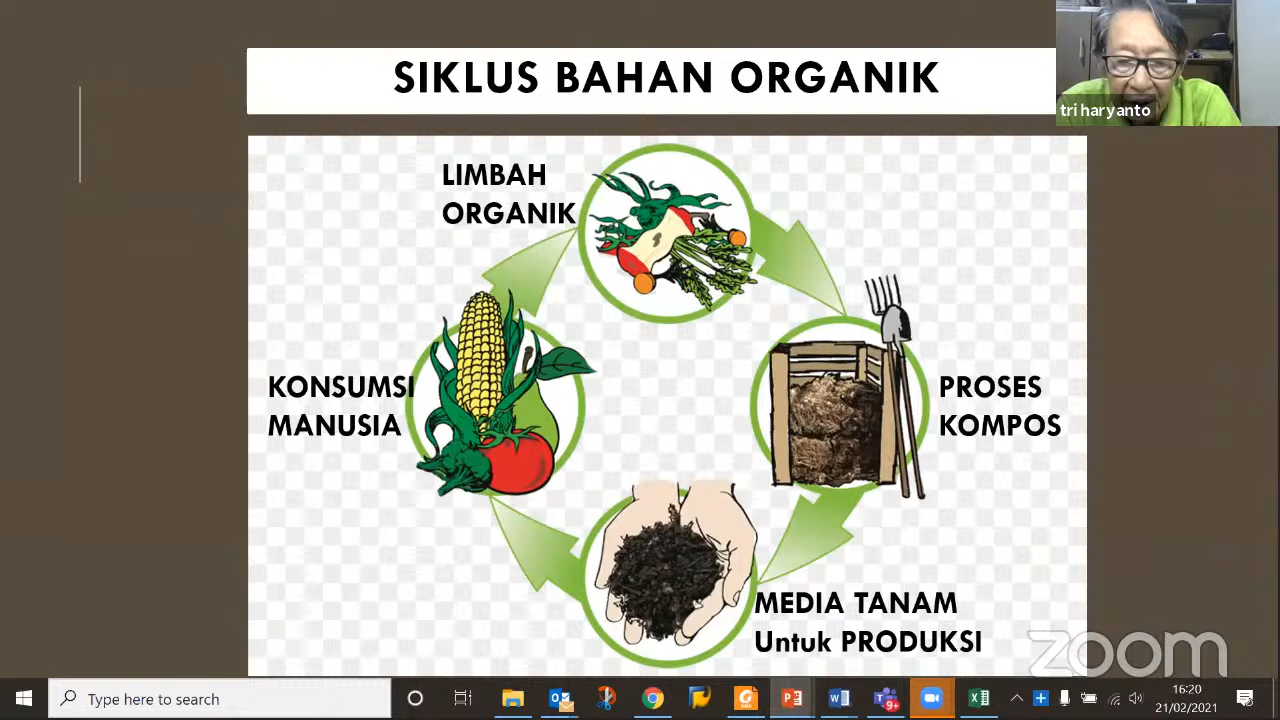 SIKLUS BAHAN ORGANIK
tri haryanto
LIMBAH
ORGANIK
KONSUMSI
MANUSIA
PROSES
KOMPOS
MEDIA TANAM
Untuk PRODUKSI
zoom
Type here to search
9+
16:20
21/02/2021